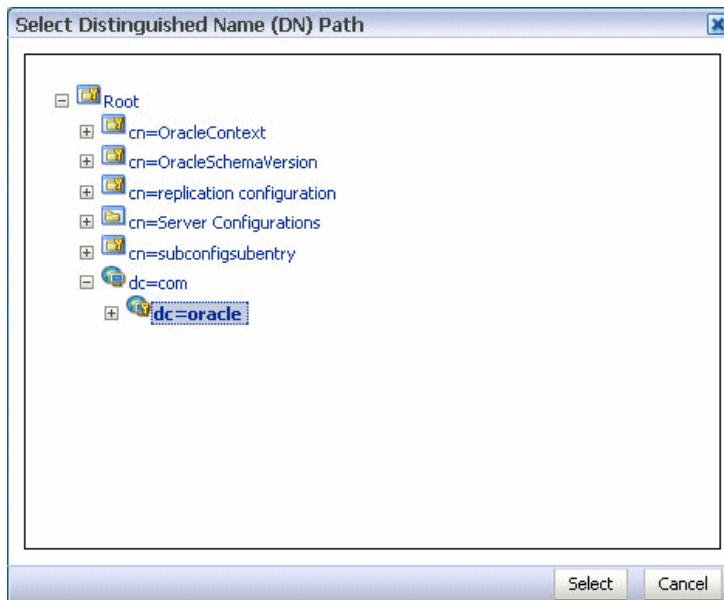 Select Distinguished Name (DN) Path
Root
cn=OracleContext
cn=OracleSchemaVersion
cn=replication configuration
cn=Server Configurations
cn=subconfigsubentry
dc=com
dc=oracle
Select Cancel